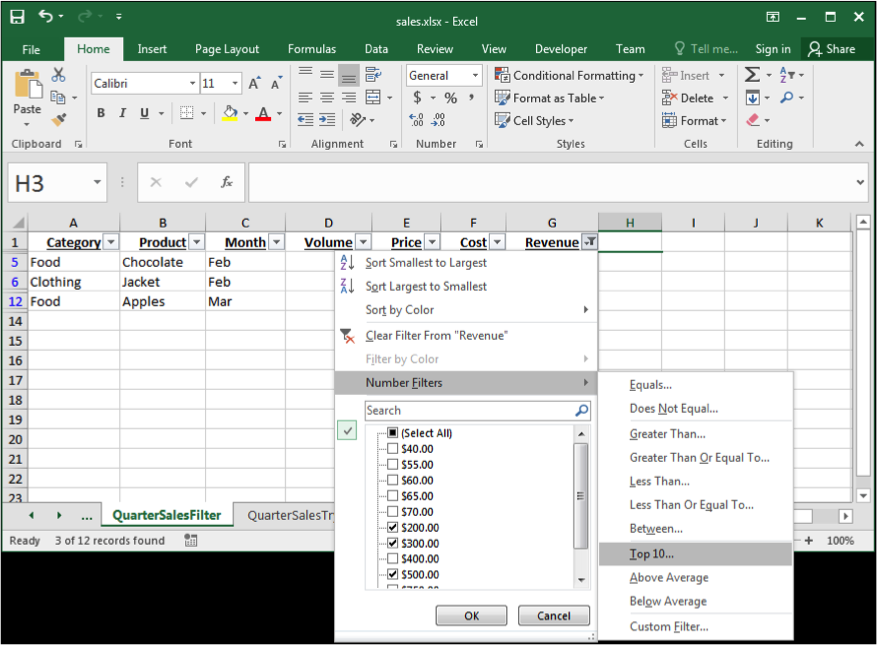 sales.xlsx - Excel
File Home Insert Page Layout Formulas Data Review View Developer Team Tell me... Sign in Share
Calibri 11 General Conditional Formatting Insert
Paste B I U $ % , Format as Table Delete
Cell Styles Format
Clipboard Font Alignment Number Styles Cells Editing
H3 fx
A B C D E F G H I J K
1 Category Product Month Volume Price Cost Revenue
5 Food Chocolate Feb
6 Clothing Jacket Feb
12 Food Apples Mar
14
15
16
17
18
19
20
21
22
23
Sort Smallest to Largest
Sort Largest to Smallest
Sort by Color
Clear Filter From "Revenue"
Filter by Color
Number Filters
Search
(Select All)
$40.00
$55.00
$60.00
$65.00
$70.00
$200.00
$300.00
$400.00
$500.00
OK Cancel
Equals...
Does Not Equal...
Greater Than...
Greater Than Or Equal To...
Less Than...
Less Than Or Equal To...
Between...
Top 10...
Above Average
Below Average
Custom Filter...
... QuarterSalesFilter QuarterSalesTr
Ready 3 of 12 records found + 100%